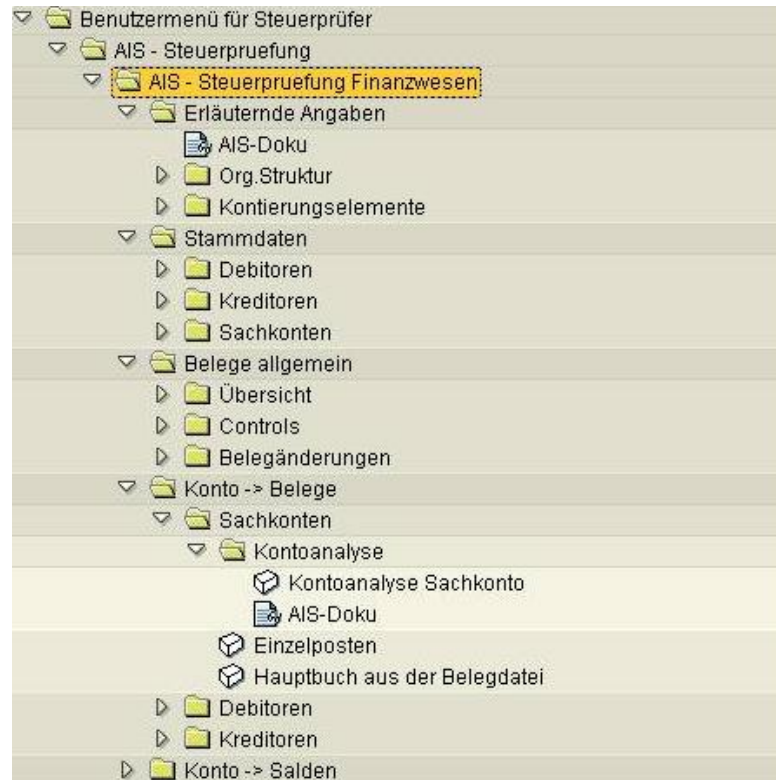 Benutzermenü für Steuerprüfer
AIS - Steuerpruefung
AIS - Steuerpruefung Finanzwesen
Erläuternde Angaben
AIS-Doku
Org.Struktur
Kontierungselemente
Stammdaten
Debitoren
Kreditoren
Sachkonten
Belege allgemein
Übersicht
Controls
Belegänderungen
Konto -> Belege
Sachkonten
Kontoanalyse
Kontoanalyse Sachkonto
AIS-Doku
Einzelposten
Hauptbuch aus der Belegdatei
Debitoren
Kreditoren
Konto -> Salden